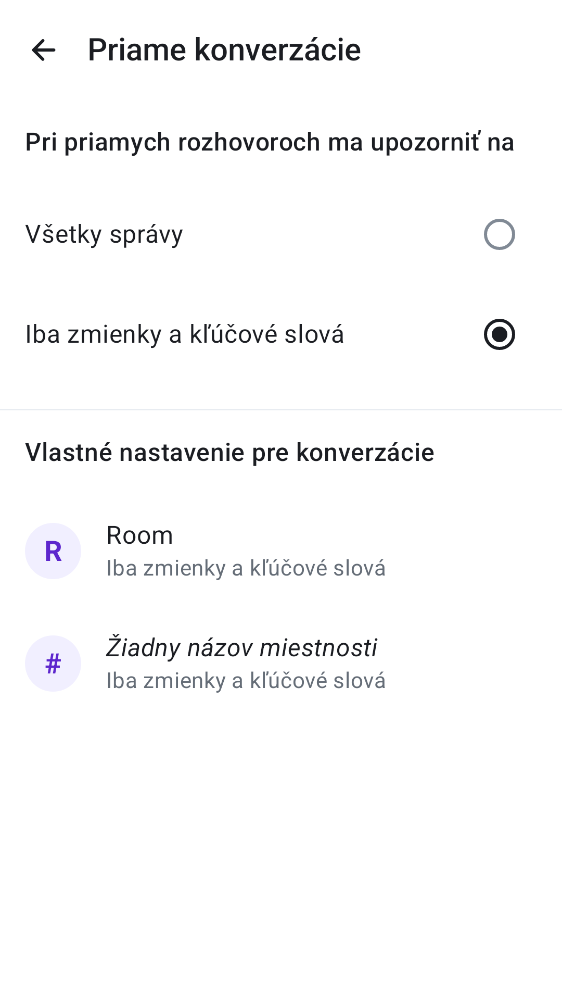 Priame konverzácie
Pri priamych rozhovoroch ma upozorniť na
Všetky správy
Iba zmienky a kľúčové slová
Vlastné nastavenie pre konverzácie
R
Room
Iba zmienky a kľúčové slová
#
Žiadny názov miestnosti
Iba zmienky a kľúčové slová